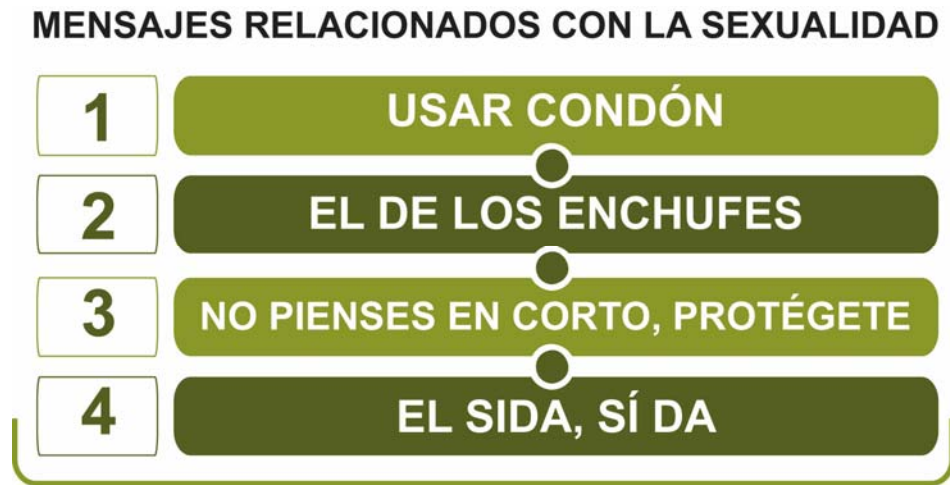 MENSAJES RELACIONADOS CON LA SEXUALIDAD
1 USAR CONDÓN
2 EL DE LOS ENCHUFES
3 NO PIENSES EN CORTO, PROTÉGETE
4 EL SIDA, SÍ DA